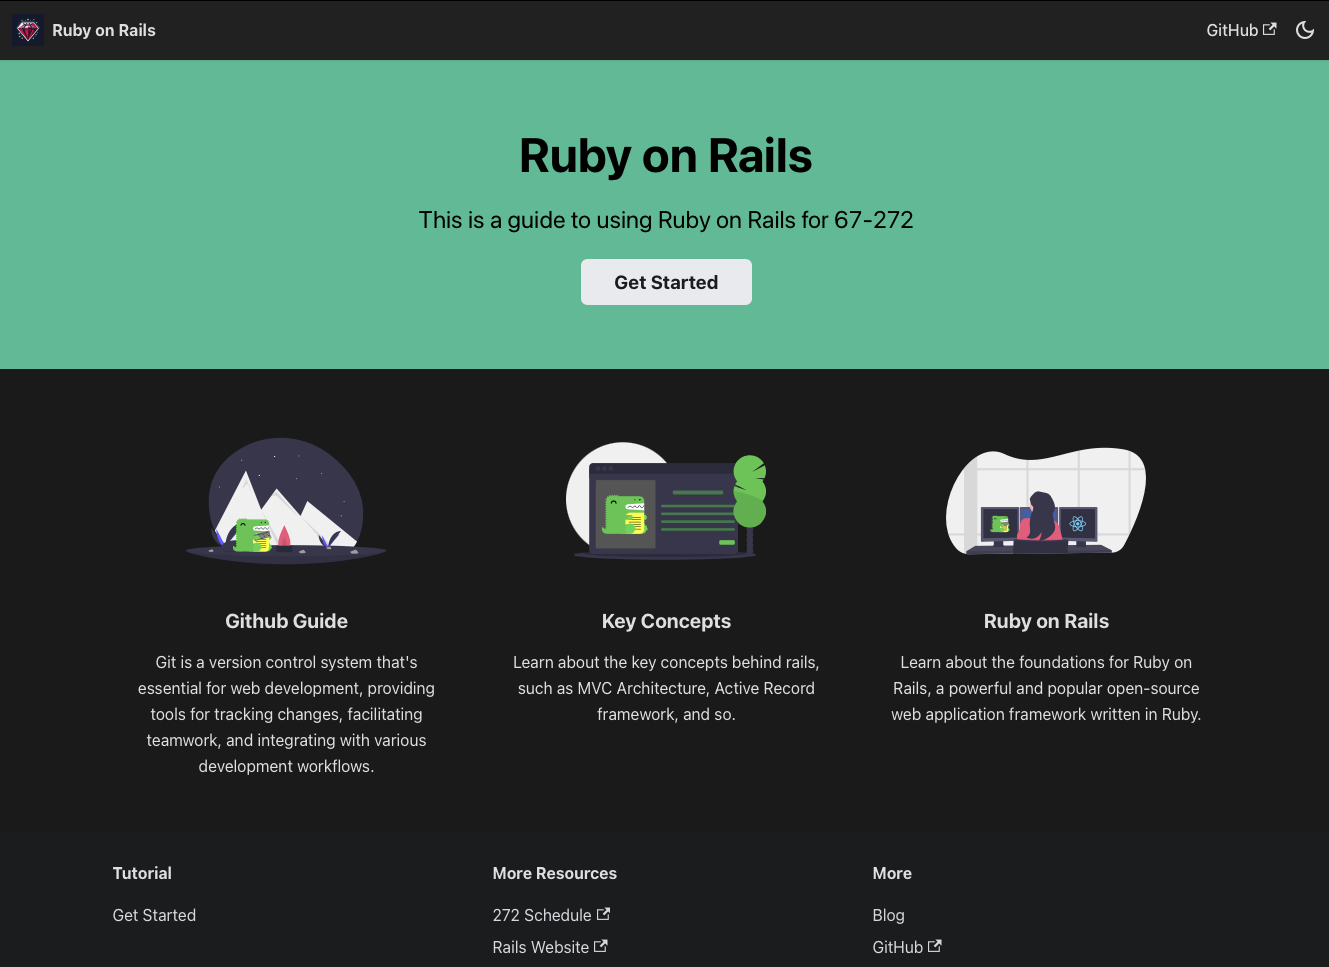 Ruby on Rails
GitHub
Ruby on Rails
This is a guide to using Ruby on Rails for 67-272
Get Started
Github Guide
Git is a version control system that's
essential for web development, providing
tools for tracking changes, facilitating
teamwork, and integrating with various
development workflows.
Key Concepts
Learn about the key concepts behind rails,
such as MVC Architecture, Active Record
framework, and so.
Ruby on Rails
Learn about the foundations for Ruby on
Rails, a powerful and popular open-source
web application framework written in Ruby.
Tutorial
Get Started
More Resources
272 Schedule
Rails Website
More
Blog
GitHub